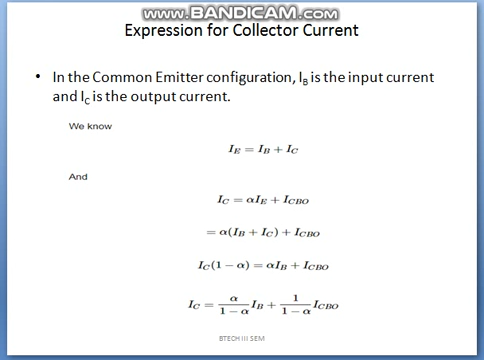 www.BANDICAM.com
Expression for Collector Current
• In the Common Emitter configuration, I_B is the input current
and I_C is the output current.
We know
I_E = I_B + I_C
And
I_C = αI_E + I_CBO
= α(I_B + I_C) + I_CBO
I_C(1 − α) = αI_B + I_CBO
I_C = α/(1 − α) I_B + 1/(1 − α) I_CBO
BTECH III SEM